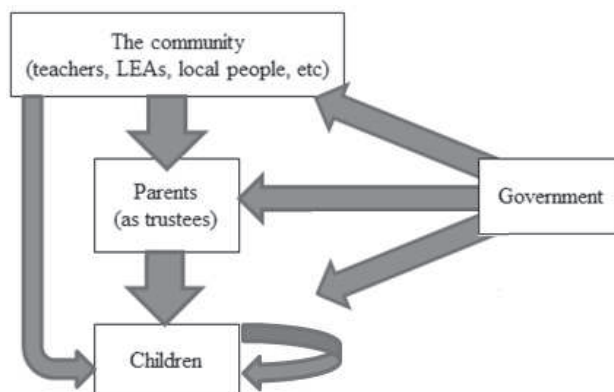 The community
(teachers, LEAs, local people, etc)
Parents
(as trustees)
Government
Children